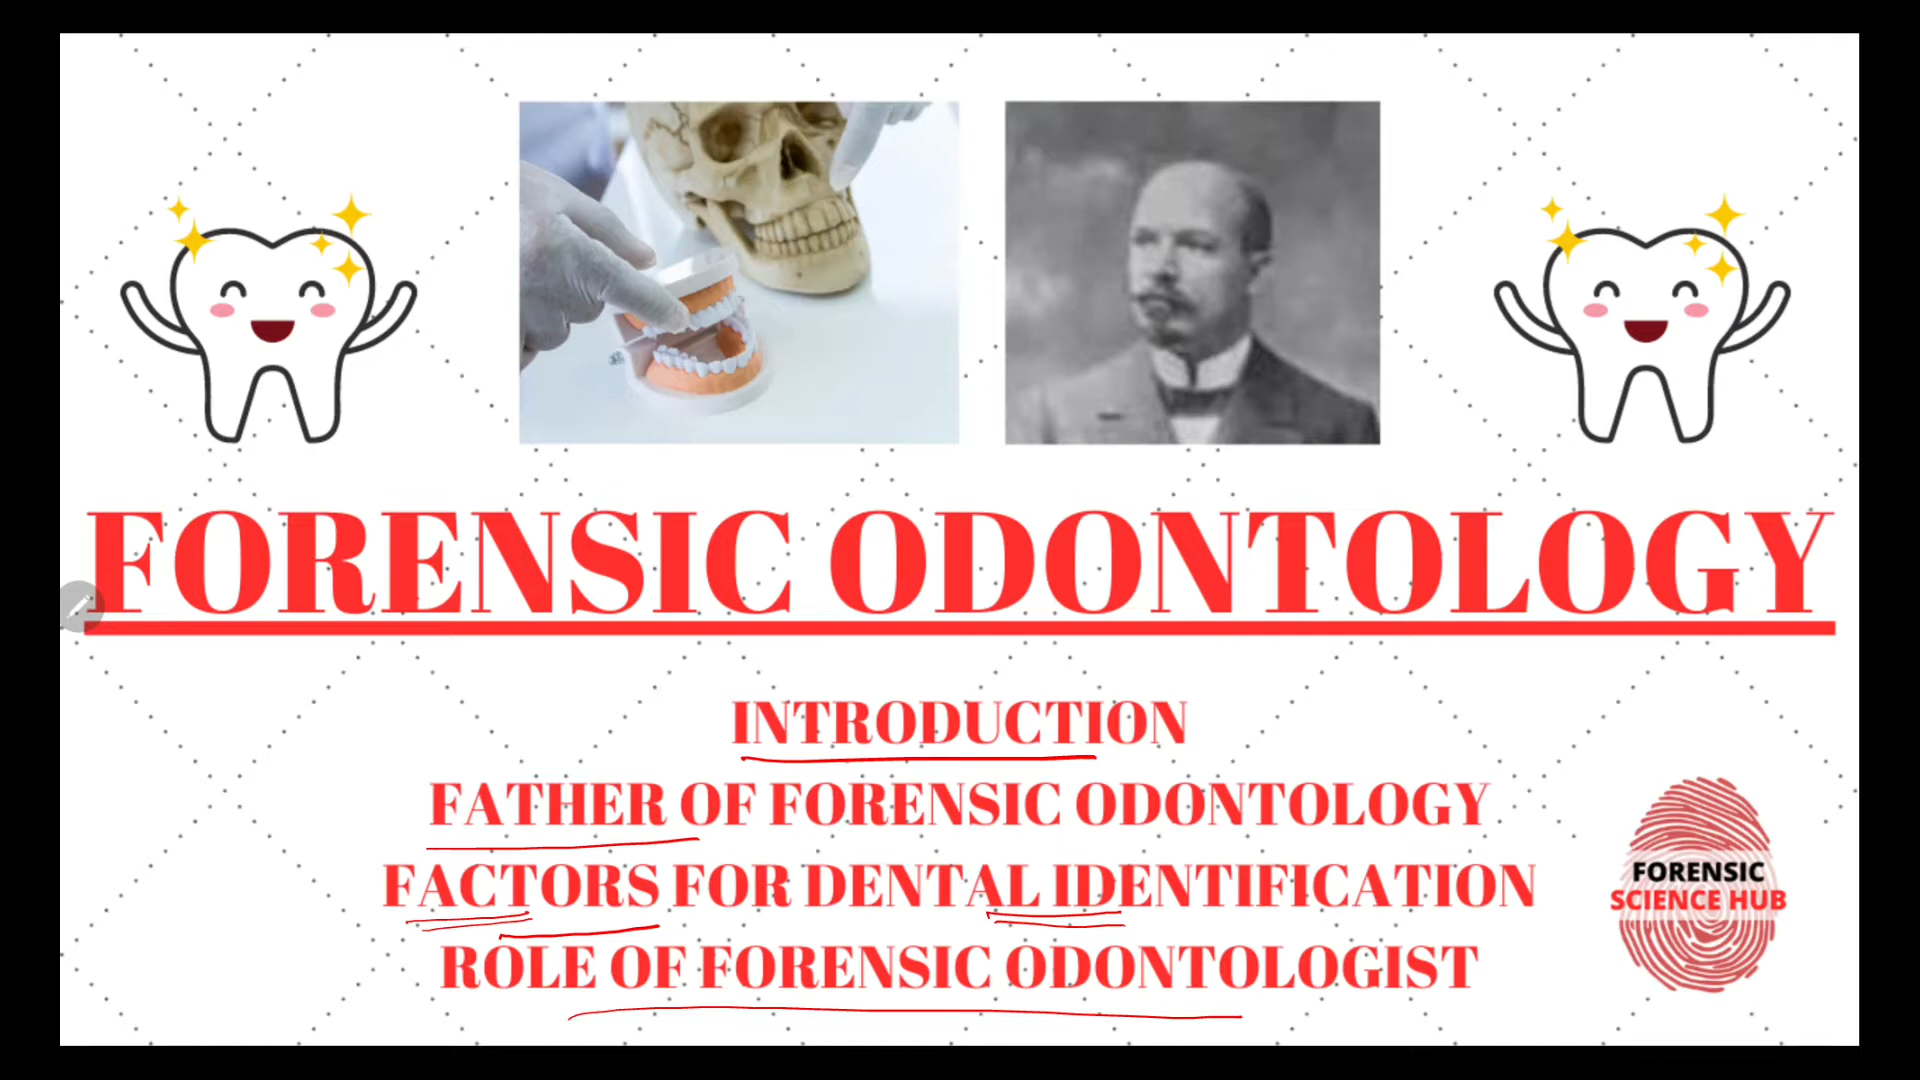 FORENSIC ODONTOLOGY
INTRODUCTION
FATHER OF FORENSIC ODONTOLOGY
FACTORS FOR DENTAL IDENTIFICATION
ROLE OF FORENSIC ODONTOLOGIST
FORENSIC
SCIENCE HUB